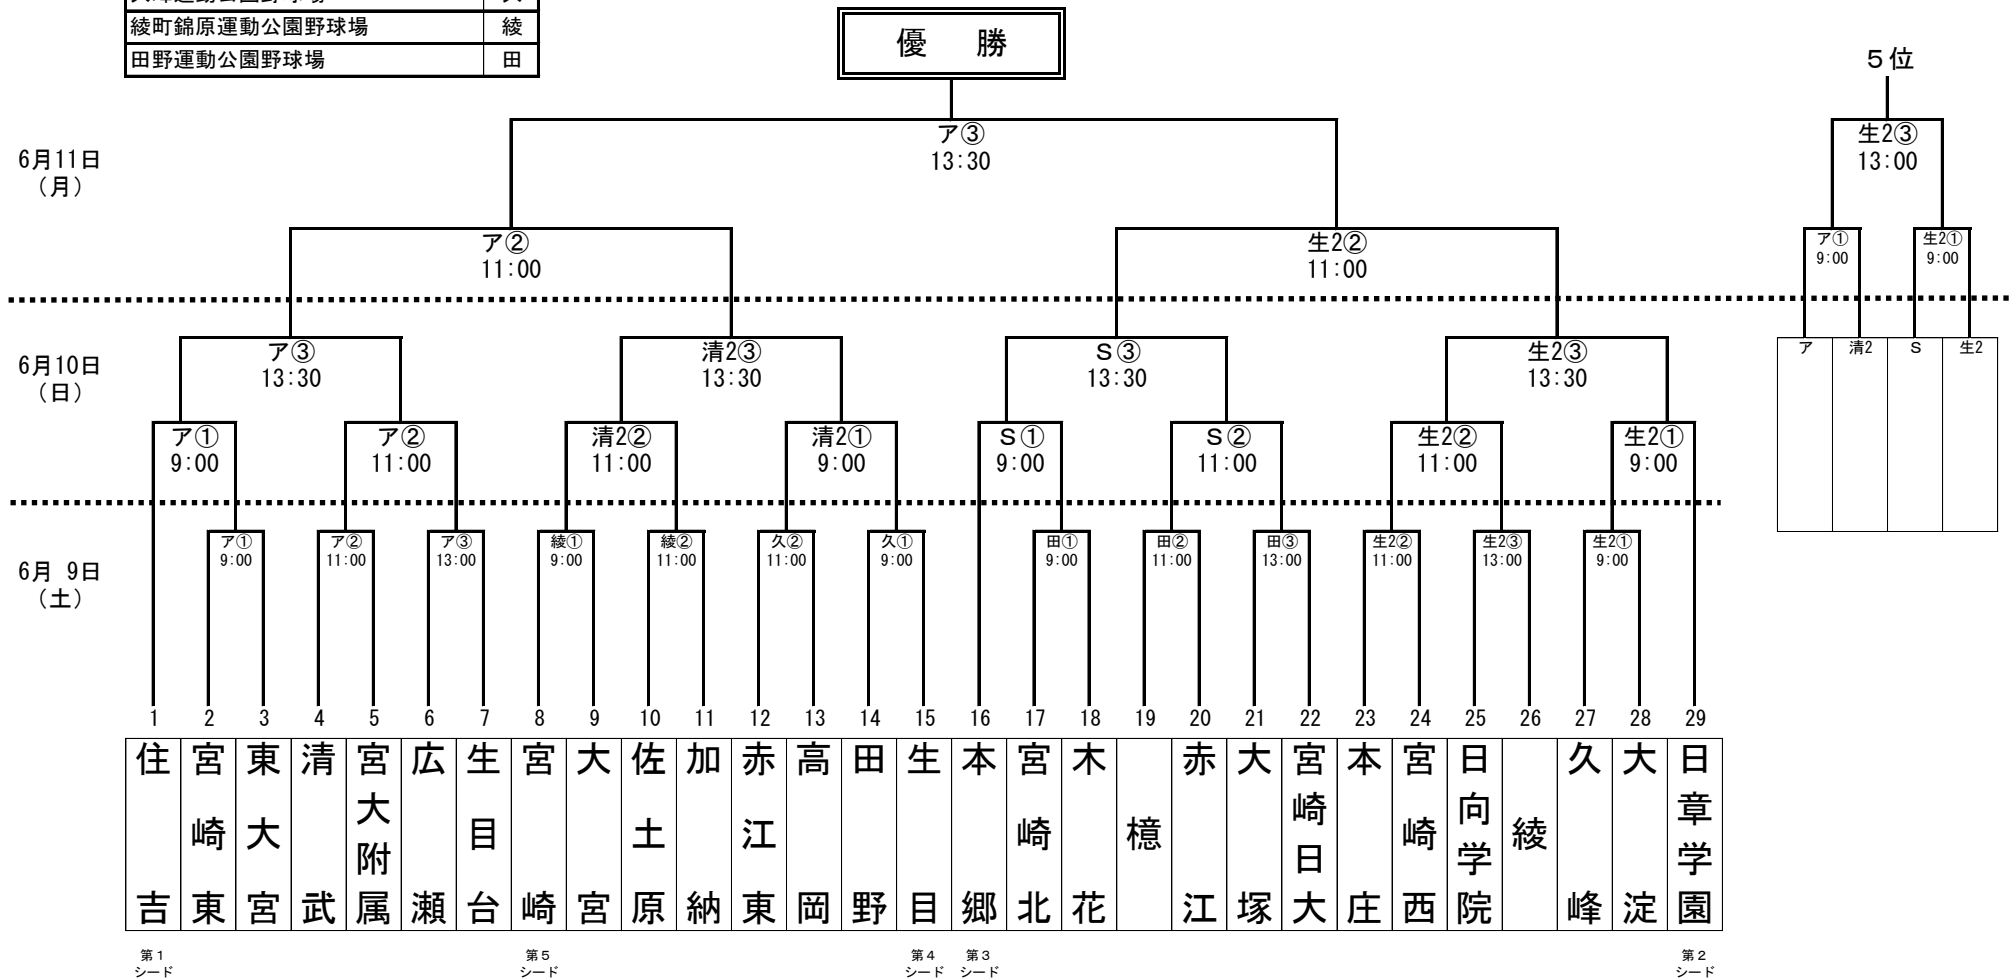 綾町錦原運動公園野球場 綾
田野運動公園野球場 田
優 勝
5位
6月11日
(月)
ア③
13:30
生2③
13:00
ア②
11:00
生2②
11:00
ア①
9:00
生2①
9:00
6月10日
(日)
ア③
13:30
清2③
13:30
S③
13:30
生2③
13:30
ア 清2 S 生2
ア①
9:00
ア②
11:00
清2②
11:00
清2①
9:00
S①
9:00
S②
11:00
生2②
11:00
生2①
9:00
6月 9日
(土)
ア①
9:00
ア②
11:00
ア③
13:00
綾①
9:00
綾②
11:00
久②
11:00
久①
9:00
田①
9:00
田②
11:00
田③
13:00
生2②
11:00
生2③
13:00
生2①
9:00
1 2 3 4 5 6 7 8 9 10 11 12 13 14 15 16 17 18 19 20 21 22 23 24 25 26 27 28 29
住吉
宮崎東
東大宮
清武
宮大附属
広瀬
生目台
宮崎
大宮
佐土原
加納
赤江東
高岡
田野
生目
本郷
宮崎北
木花
檍
赤江
大塚
宮崎日大
本庄
宮崎西
日向学院
綾
久峰
大淀
日章学園
第1
シード
第5
シード
第4
シード
第3
シード
第2
シード